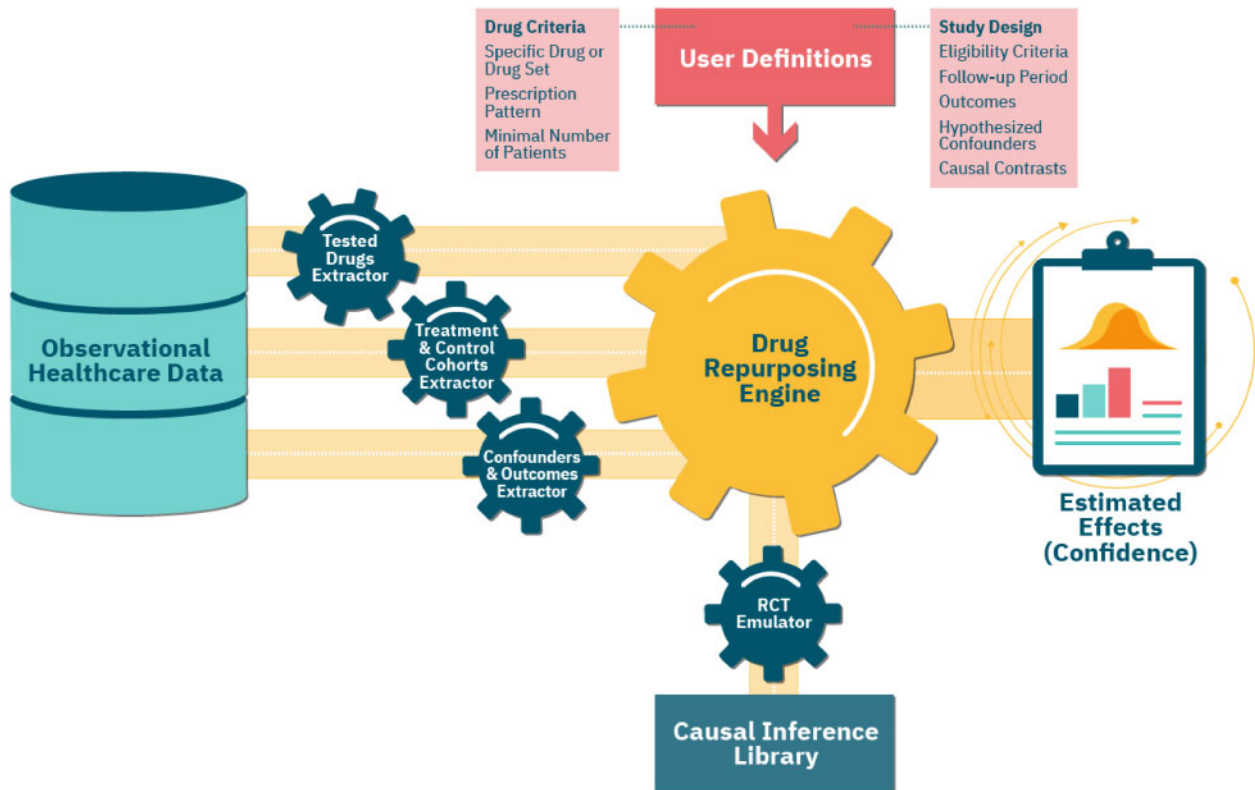 Drug Criteria
Specific Drug or
Drug Set
Prescription
Pattern
Minimal Number
of Patients
User Definitions
Study Design
Eligibility Criteria
Follow-up Period
Outcomes
Hypothesized
Confounders
Causal Contrasts
Observational
Healthcare Data
Tested
Drugs
Extractor
Treatment
& Control
Cohorts
Extractor
Confounders
& Outcomes
Extractor
Drug
Repurposing
Engine
RCT
Emulator
Causal Inference
Library
Estimated
Effects
(Confidence)